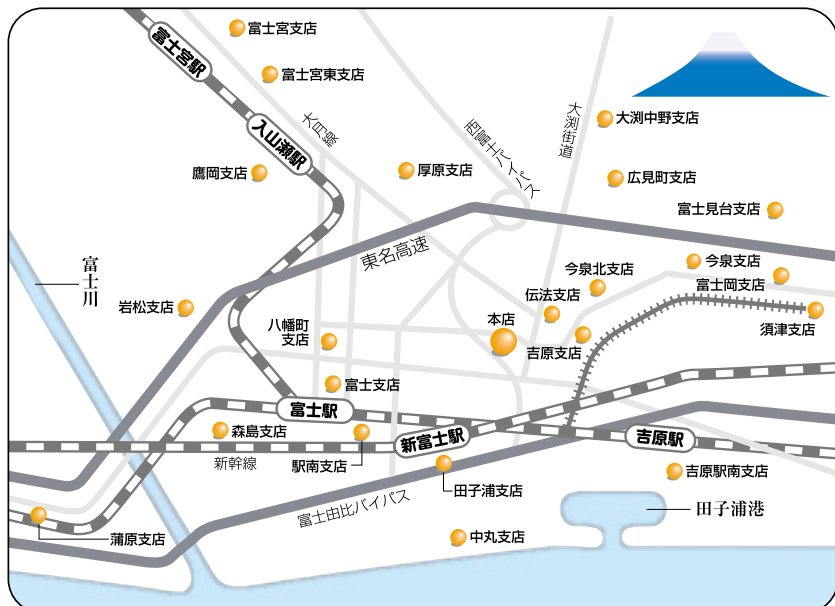 富士宮支店
富士宮駅
富士宮東支店
大月線
西富士バイパス
大渕街道
大渕中野支店
入山瀬駅
鷹岡支店
厚原支店
広見町支店
富士見台支店
東名高速
富士川
今泉支店
今泉北支店
富士岡支店
岩松支店
伝法支店
須津支店
本店
八幡町
支店
吉原支店
富士支店
富士駅
森島支店
新富士駅
吉原駅
新幹線
駅南支店
吉原駅南支店
田子浦支店
富士由比バイパス
田子浦港
蒲原支店
中丸支店